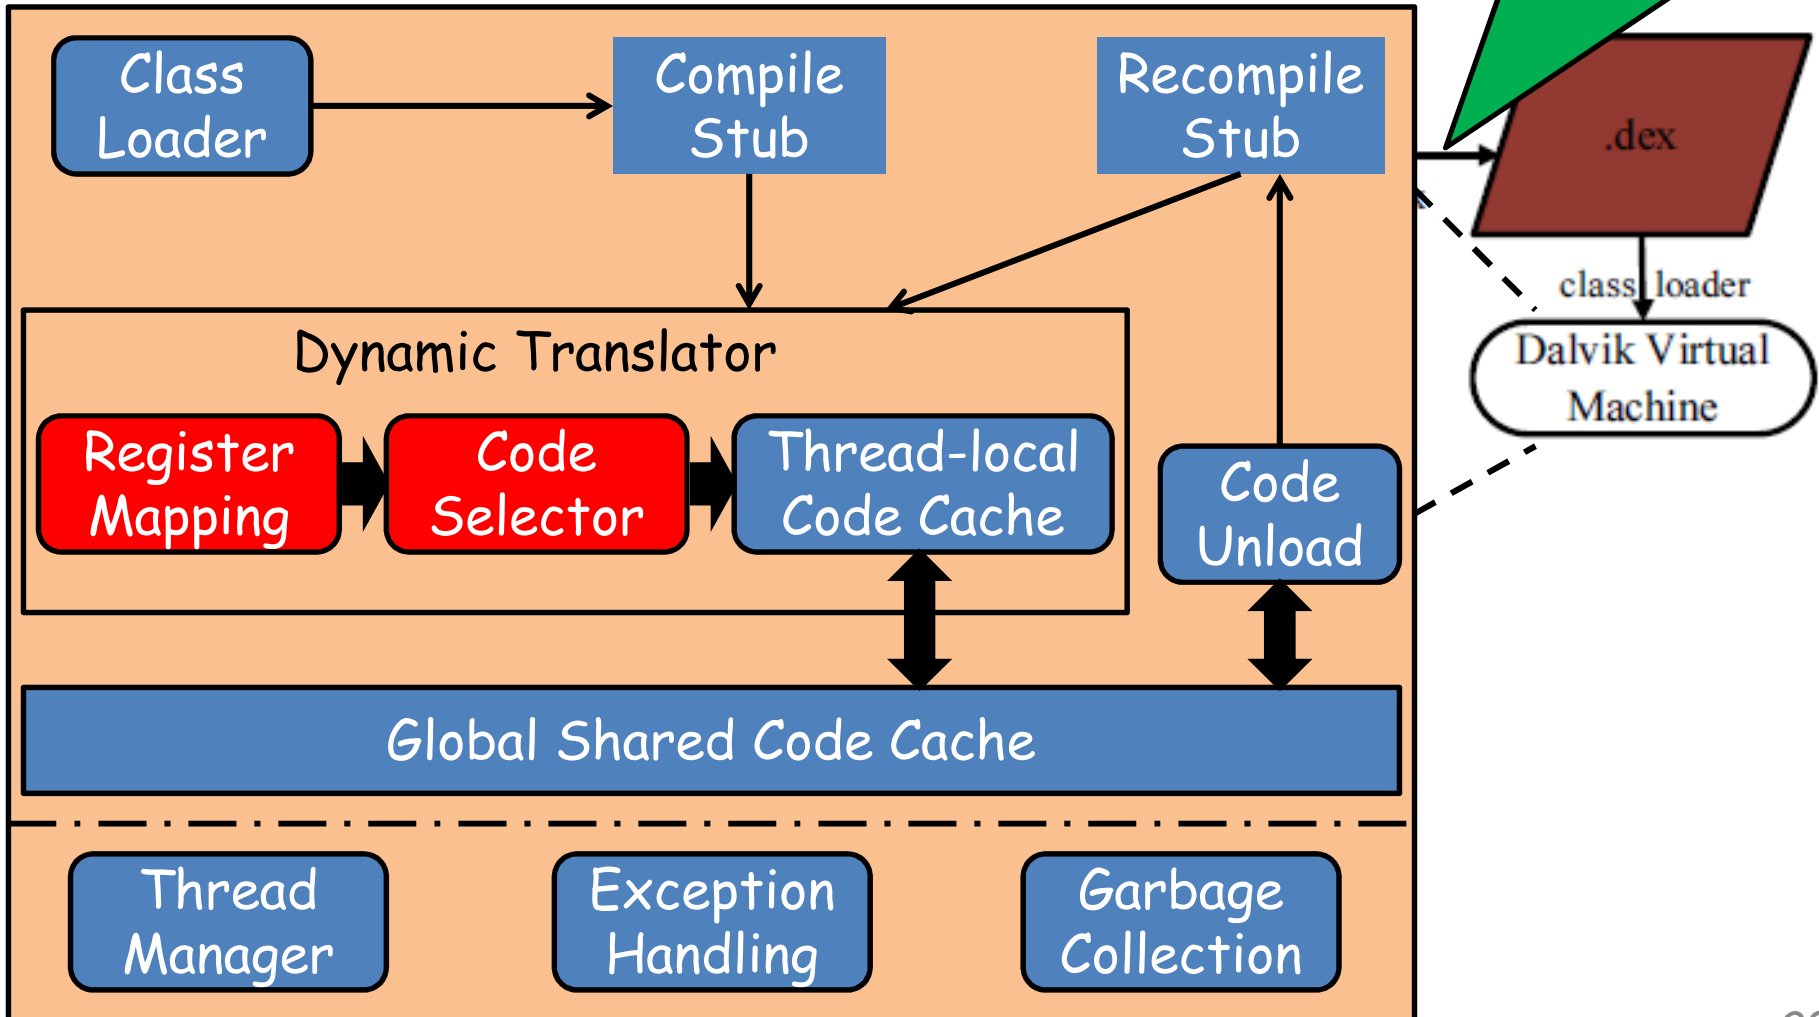 Class
Loader
Compile
Stub
Recompile
Stub
.dex
class loader
Dalvik Virtual
Machine
Dynamic Translator
Register
Mapping
Code
Selector
Thread-local
Code Cache
Code
Unload
Global Shared Code Cache
Thread
Manager
Exception
Handling
Garbage
Collection